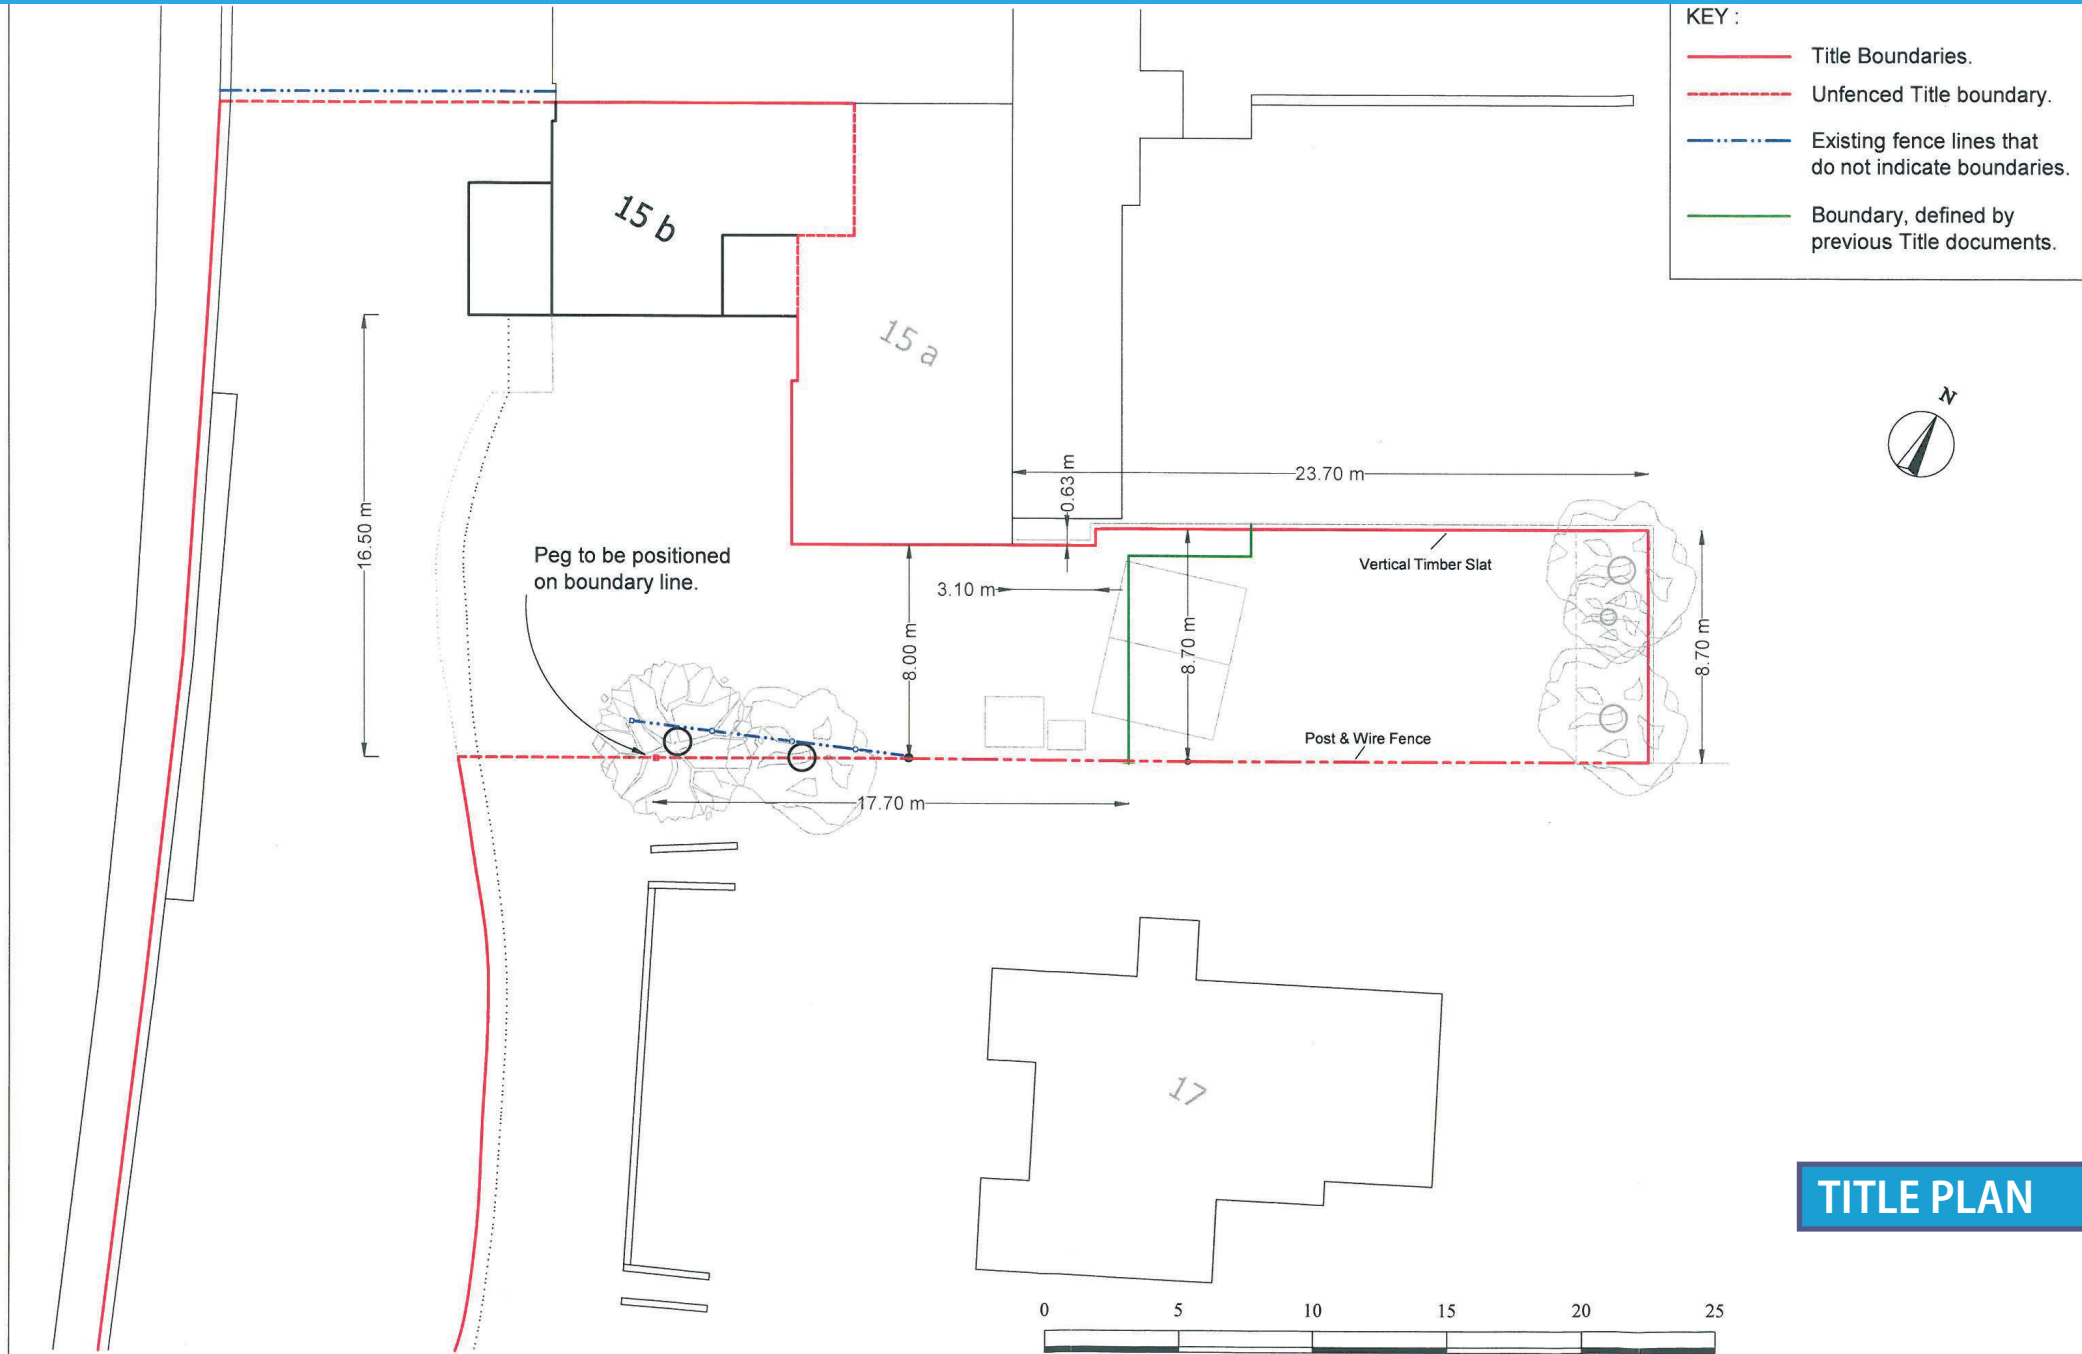 KEY :
Title Boundaries.
Unfenced Title boundary.
Existing fence lines that
do not indicate boundaries.
Boundary, defined by
previous Title documents.
15 b
15 a
N
23.70 m
0.63 m
16.50 m
Peg to be positioned
on boundary line.
Vertical Timber Slat
3.10 m
8.00 m
8.70 m
8.70 m
Post & Wire Fence
17.70 m
17
TITLE PLAN
0 5 10 15 20 25